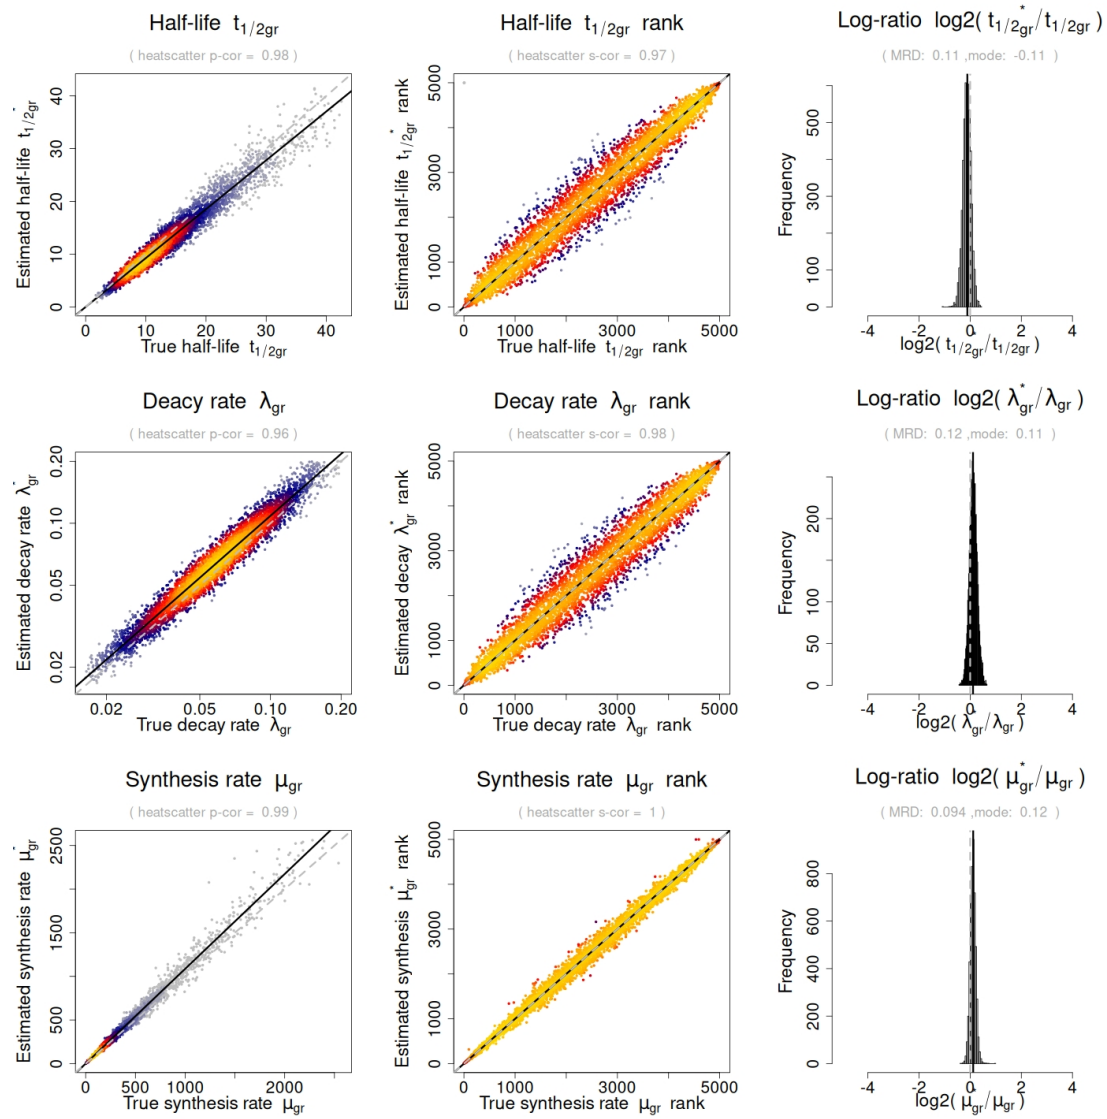 Half-life t1/2gr
( heatscatter p-cor = 0.98 )
Estimated half-life t*1/2gr
0 10 20 30 40
0 10 20 30 40
True half-life t1/2gr
Half-life t1/2gr rank
( heatscatter s-cor = 0.97 )
Estimated half-life t*1/2gr rank
0 1000 3000 5000
0 1000 3000 5000
True half-life t1/2gr rank
Log-ratio log2( t*1/2gr/t1/2gr )
( MRD: 0.11 ,mode: -0.11 )
Frequency
0 100 300 500
-4 -2 0 2 4
log2( t1/2gr/t1/2gr )
Deacy rate λgr
( heatscatter p-cor = 0.96 )
Estimated decay rate λ*gr
0.02 0.05 0.10 0.20
0.02 0.05 0.10 0.20
True decay rate λgr
Decay rate λgr rank
( heatscatter s-cor = 0.98 )
Estimated decay λ*gr rank
0 1000 3000 5000
0 1000 3000 5000
True decay rate λgr rank
Log-ratio log2( λ*gr/λgr )
( MRD: 0.12 ,mode: 0.11 )
Frequency
0 50 100 200
-4 -2 0 2 4
log2( λgr/λgr )
Synthesis rate μgr
( heatscatter p-cor = 0.99 )
Estimated synthesis rate μ*gr
0 500 1500 2500
0 500 1000 2000
True synthesis rate μgr
Synthesis rate μgr rank
( heatscatter s-cor = 1 )
Estimated synthesis μ*gr rank
0 1000 3000 5000
0 1000 3000 5000
True synthesis rate μgr rank
Log-ratio log2( μ*gr/μgr )
( MRD: 0.094 ,mode: 0.12 )
Frequency
0 200 400 600 800
-4 -2 0 2 4
log2( μgr/μgr )